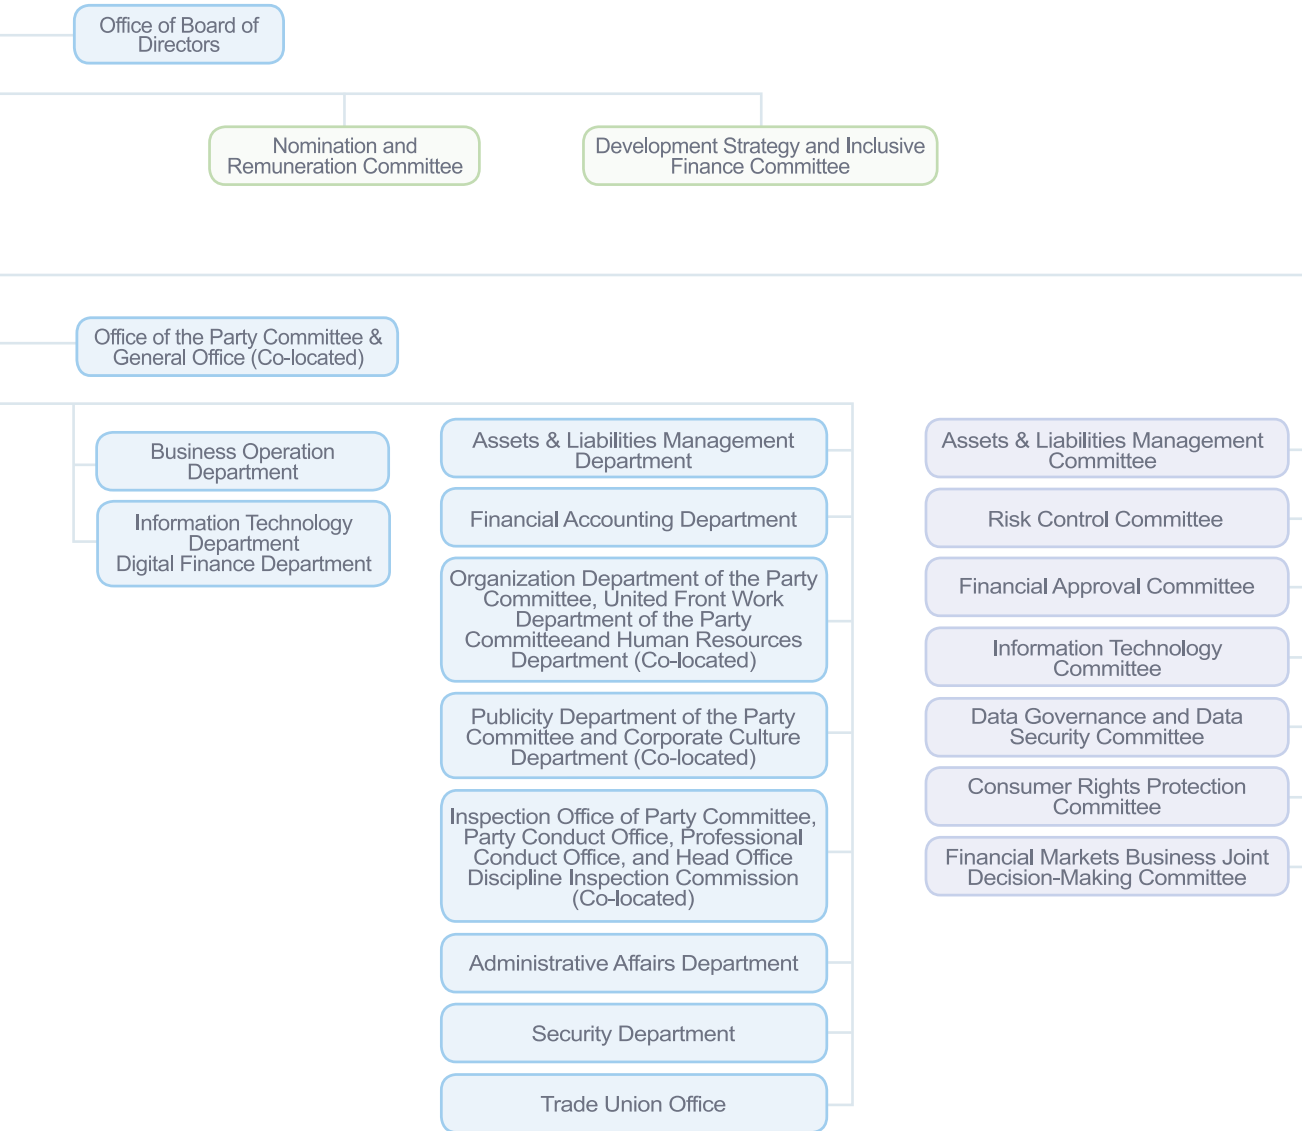 Office of Board of
Directors
Nomination and
Remuneration Committee
Development Strategy and Inclusive
Finance Committee
Office of the Party Committee &
General Office (Co-located)
Business Operation
Department
Information Technology
Department
Digital Finance Department
Assets & Liabilities Management
Department
Financial Accounting Department
Organization Department of the Party
Committee, United Front Work
Department of the Party
Committeeand Human Resources
Department (Co-located)
Publicity Department of the Party
Committee and Corporate Culture
Department (Co-located)
Inspection Office of Party Committee,
Party Conduct Office, Professional
Conduct Office, and Head Office
Discipline Inspection Commission
(Co-located)
Administrative Affairs Department
Security Department
Trade Union Office
Assets & Liabilities Management
Committee
Risk Control Committee
Financial Approval Committee
Information Technology
Committee
Data Governance and Data
Security Committee
Consumer Rights Protection
Committee
Financial Markets Business Joint
Decision-Making Committee